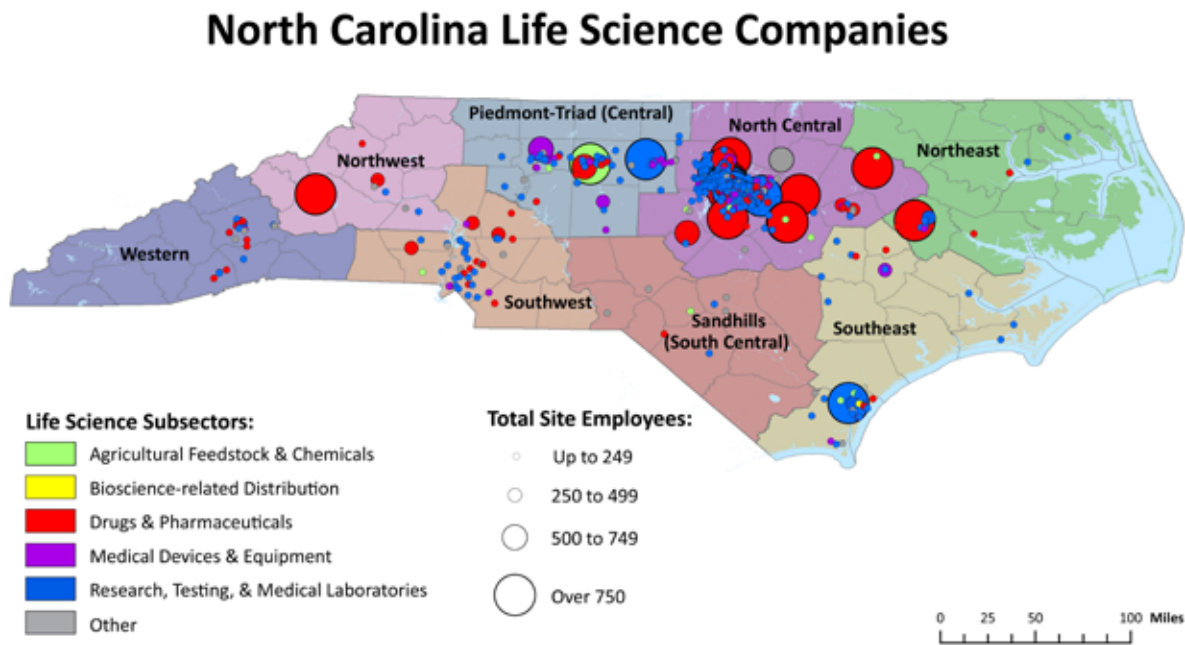 North Carolina Life Science Companies
Piedmont-Triad (Central)
North Central
Northwest
Northeast
Western
Southwest
Sandhills
(South Central)
Southeast
Life Science Subsectors:
Agricultural Feedstock & Chemicals
Bioscience-related Distribution
Drugs & Pharmaceuticals
Medical Devices & Equipment
Research, Testing, & Medical Laboratories
Other
Total Site Employees:
Up to 249
250 to 499
500 to 749
Over 750
0 25 50 100 Miles